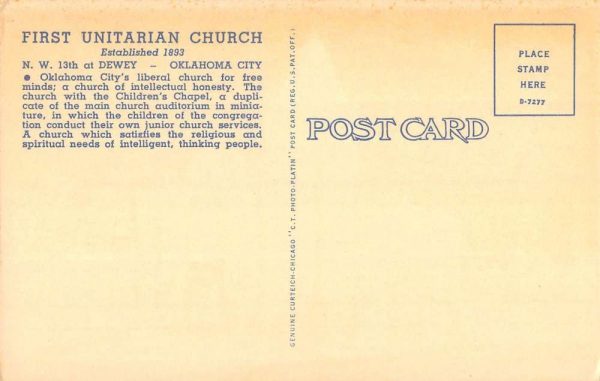 FIRST UNITARIAN CHURCH
Established 1893
N. W. 13th at DEWEY – OKLAHOMA CITY
● Oklahoma City's liberal church for free
minds; a church of intellectual honesty. The
church with the Children's Chapel, a dupli-
cate of the main church auditorium in minia-
ture, in which the children of the congrega-
tion conduct their own junior church services.
A church which satisfies the religious and
spiritual needs of intelligent, thinking people.
GENUINE CURTEICH-CHICAGO "C.T. PHOTO-PLATIN" POST CARD (REG. U.S. PAT. OFF.)
POST CARD
PLACE
STAMP
HERE
D-7277